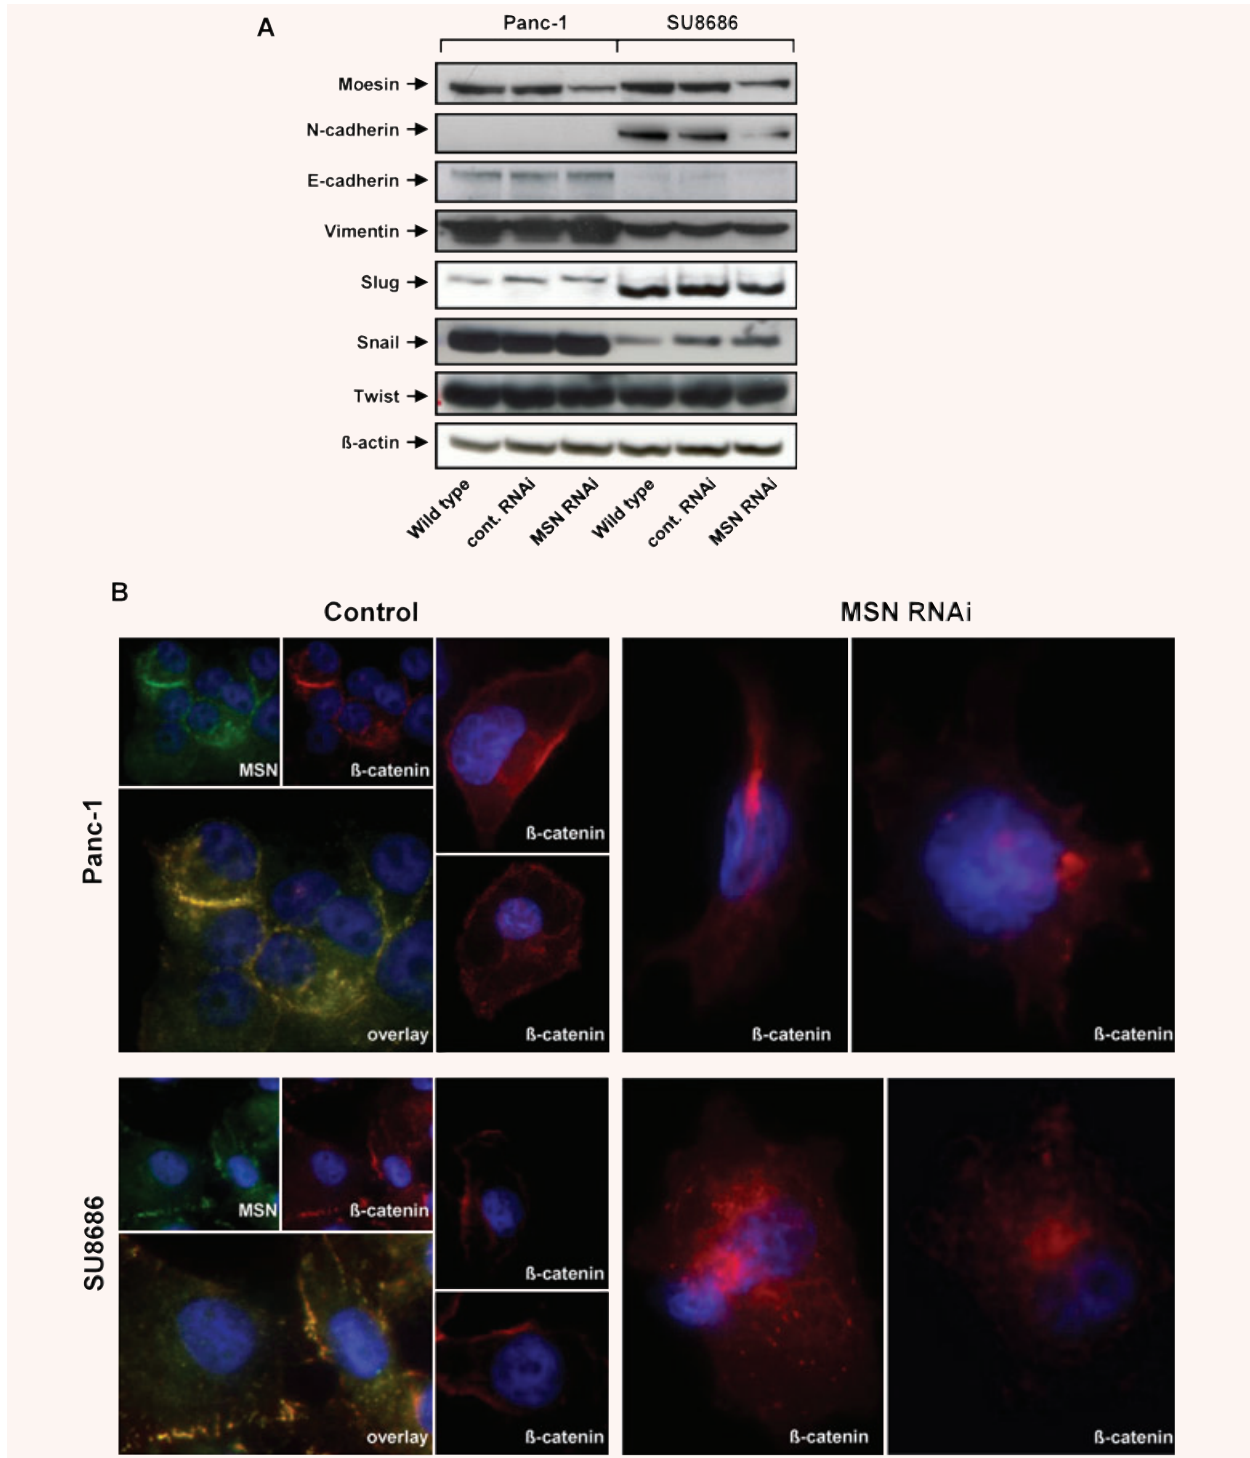 A
Panc-1 SU8686
Moesin
N-cadherin
E-cadherin
Vimentin
Slug
Snail
Twist
ß-actin
Wild type cont. RNAi MSN RNAi Wild type cont. RNAi MSN RNAi
B
Control MSN RNAi
Panc-1
MSN ß-catenin
ß-catenin
overlay ß-catenin ß-catenin ß-catenin
SU8686
MSN ß-catenin
ß-catenin
overlay ß-catenin ß-catenin ß-catenin